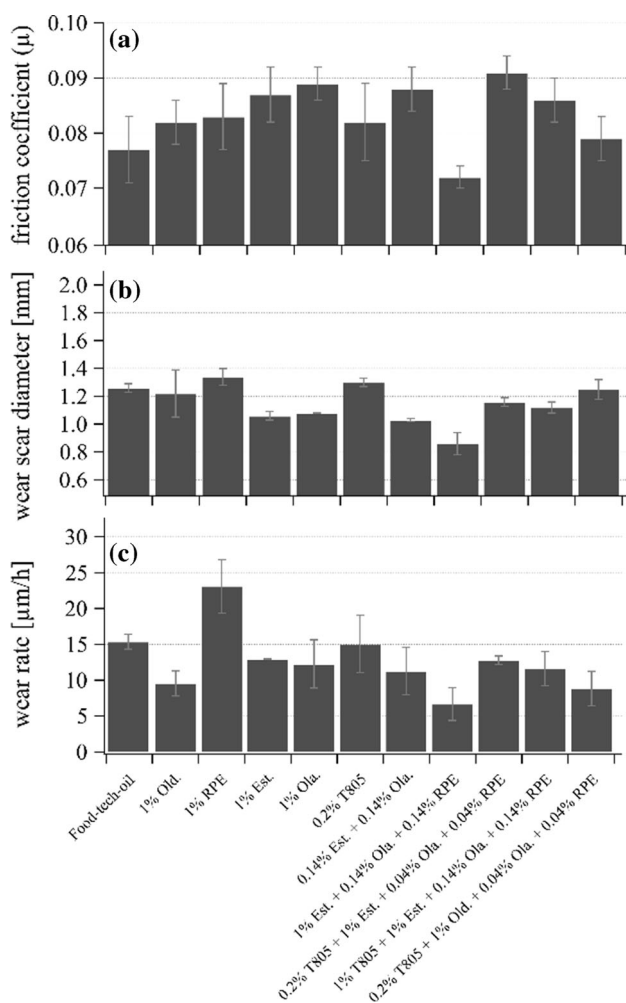 (a)
friction coefficient (μ)
0.10
0.09
0.08
0.07
0.06
(b)
wear scar diameter [mm]
2.0
1.8
1.6
1.4
1.2
1.0
0.8
0.6
(c)
wear rate [μm/h]
30
25
20
15
10
5
0
Food-tech-oil
1% Old.
1% RPE
1% Est.
1% Ola.
0.2% T805
0.14% Est. + 0.14% Ola.
1% Est. + 0.14% Ola. + 0.14% RPE
0.2% T805 + 1% Est. + 0.04% Ola. + 0.04% RPE
1% T805 + 1% Est. + 0.14% Ola. + 0.14% RPE
0.2% T805 + 1% Old. + 0.04% Ola. + 0.04% RPE